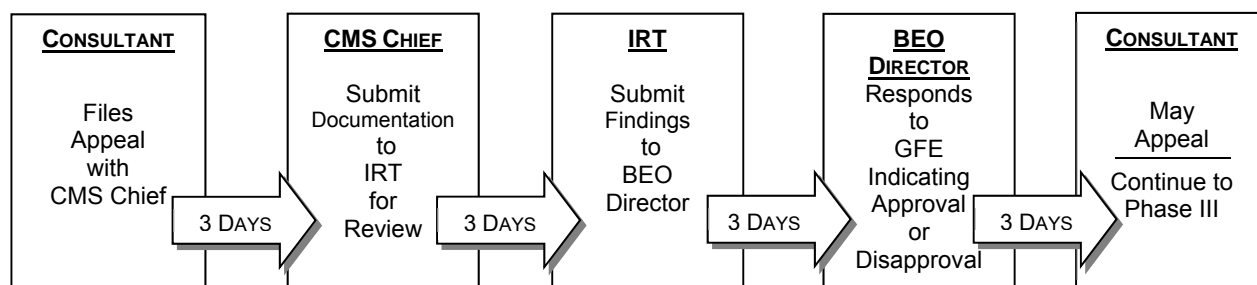 CONSULTANT
Files
Appeal
with
CMS Chief
3 DAYS
CMS CHIEF
Submit
Documentation
to
IRT
for
Review
3 DAYS
IRT
Submit
Findings
to
BEO
Director
3 DAYS
BEO
DIRECTOR
Responds
to
GFE
Indicating
Approval
or
Disapproval
3 DAYS
CONSULTANT
May
Appeal
Continue to
Phase III